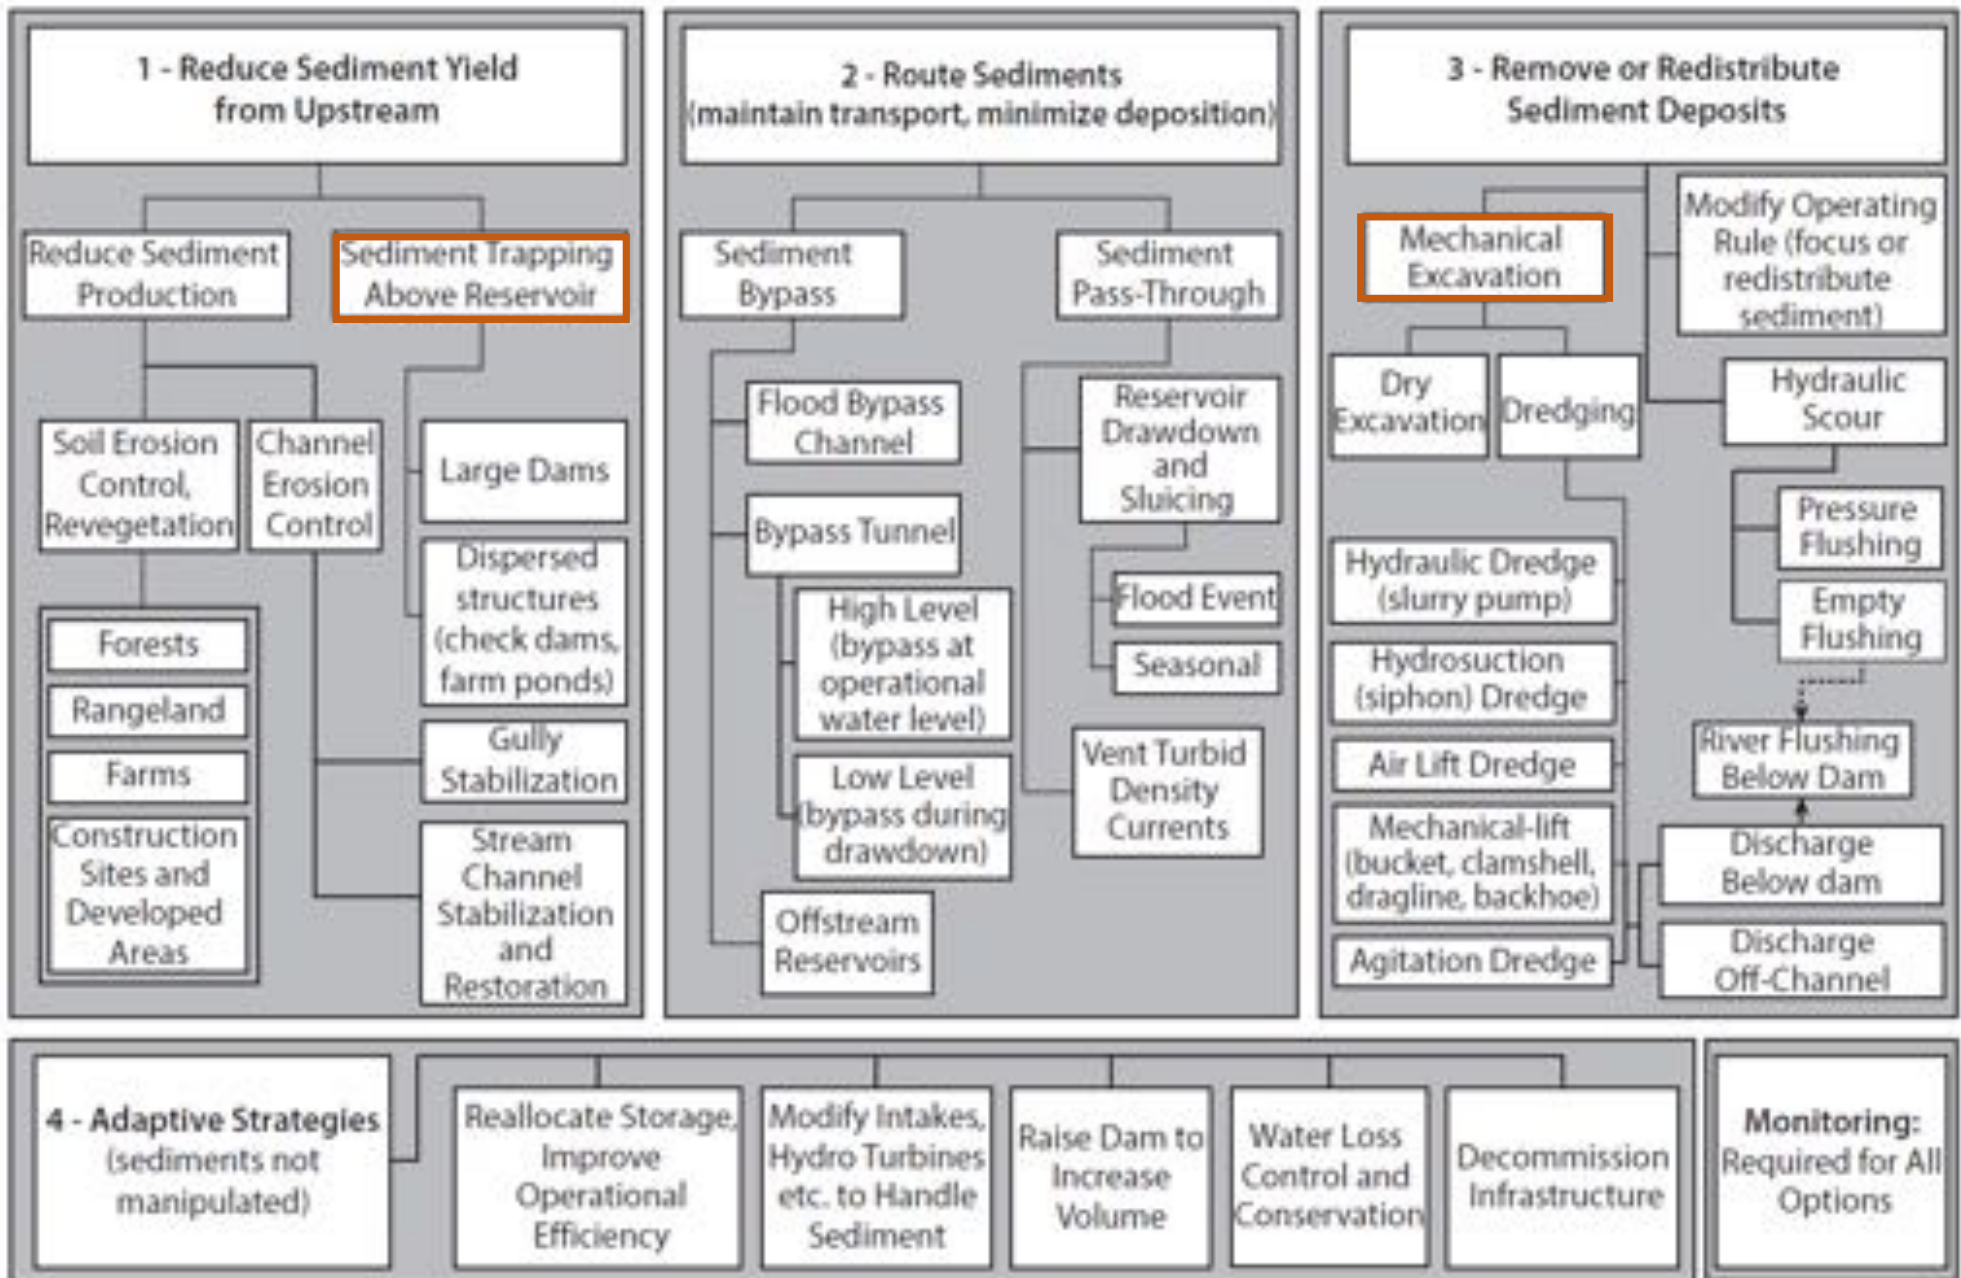 1 - Reduce Sediment Yield
from Upstream
Reduce Sediment
Production
Sediment Trapping
Above Reservoir
Soil Erosion
Control,
Revegetation
Channel
Erosion
Control
Large Dams
Dispersed
structures
(check dams,
farm ponds)
Forests
Rangeland
Farms
Construction
Sites and
Developed
Areas
Gully
Stabilization
Stream
Channel
Stabilization
and
Restoration
2 - Route Sediments
(maintain transport, minimize deposition)
Sediment
Bypass
Sediment
Pass-Through
Flood Bypass
Channel
Bypass Tunnel
High Level
(bypass at
operational
water level)
Low Level
(bypass during
drawdown)
Offstream
Reservoirs
Reservoir
Drawdown
and
Sluicing
Flood Event
Seasonal
Vent Turbid
Density
Currents
3 - Remove or Redistribute
Sediment Deposits
Mechanical
Excavation
Modify Operating
Rule (focus or
redistribute
sediment)
Dry
Excavation
Dredging
Hydraulic
Scour
Pressure
Flushing
Empty
Flushing
Hydraulic Dredge
(slurry pump)
Hydrosuction
(siphon) Dredge
Air Lift Dredge
Mechanical-lift
(bucket, clamshell,
dragline, backhoe)
Agitation Dredge
River Flushing
Below Dam
Discharge
Below dam
Discharge
Off-Channel
4 - Adaptive Strategies
(sediments not
manipulated)
Reallocate Storage,
Improve
Operational
Efficiency
Modify Intakes,
Hydro Turbines
etc. to Handle
Sediment
Raise Dam to
Increase
Volume
Water Loss
Control and
Conservation
Decommission
Infrastructure
Monitoring:
Required for All
Options